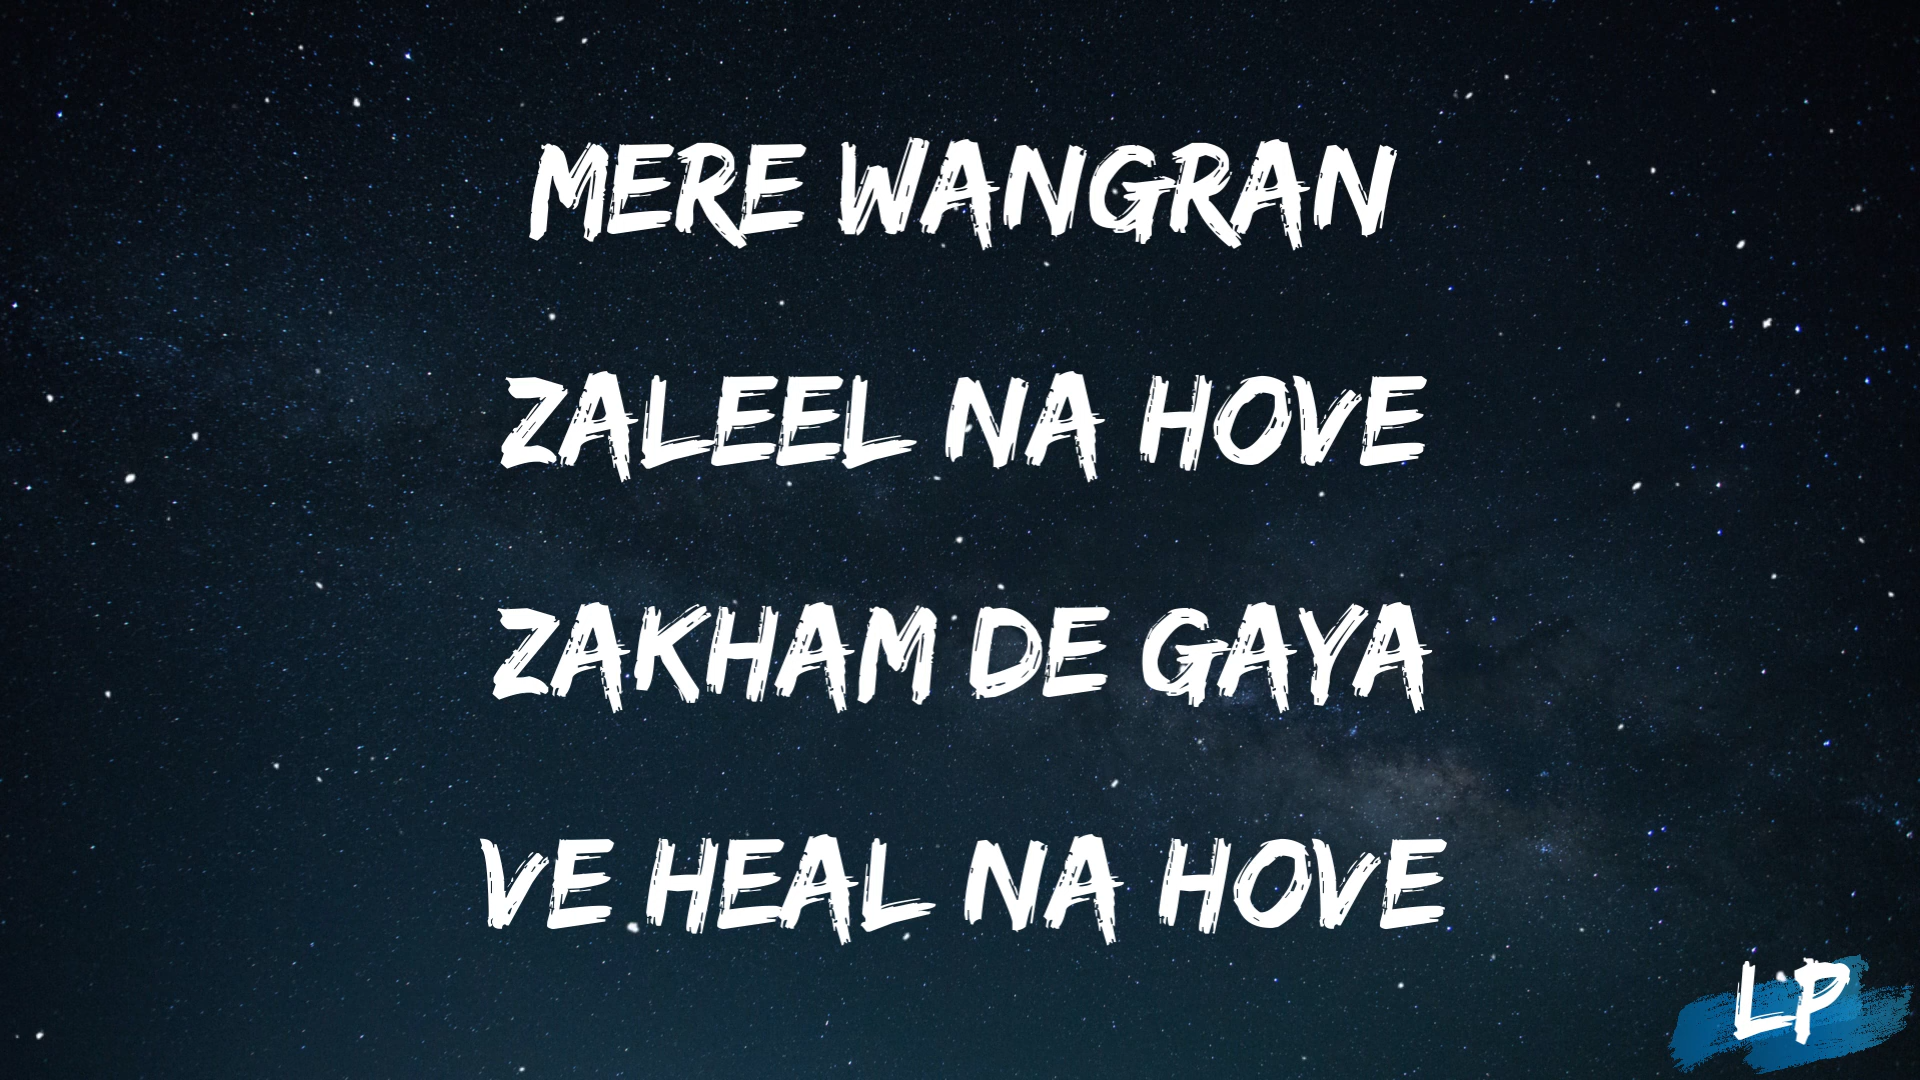 MERE WANGRAN
ZALEEL NA HOVE
ZAKHAM DE GAYA
VE HEAL NA HOVE
LP